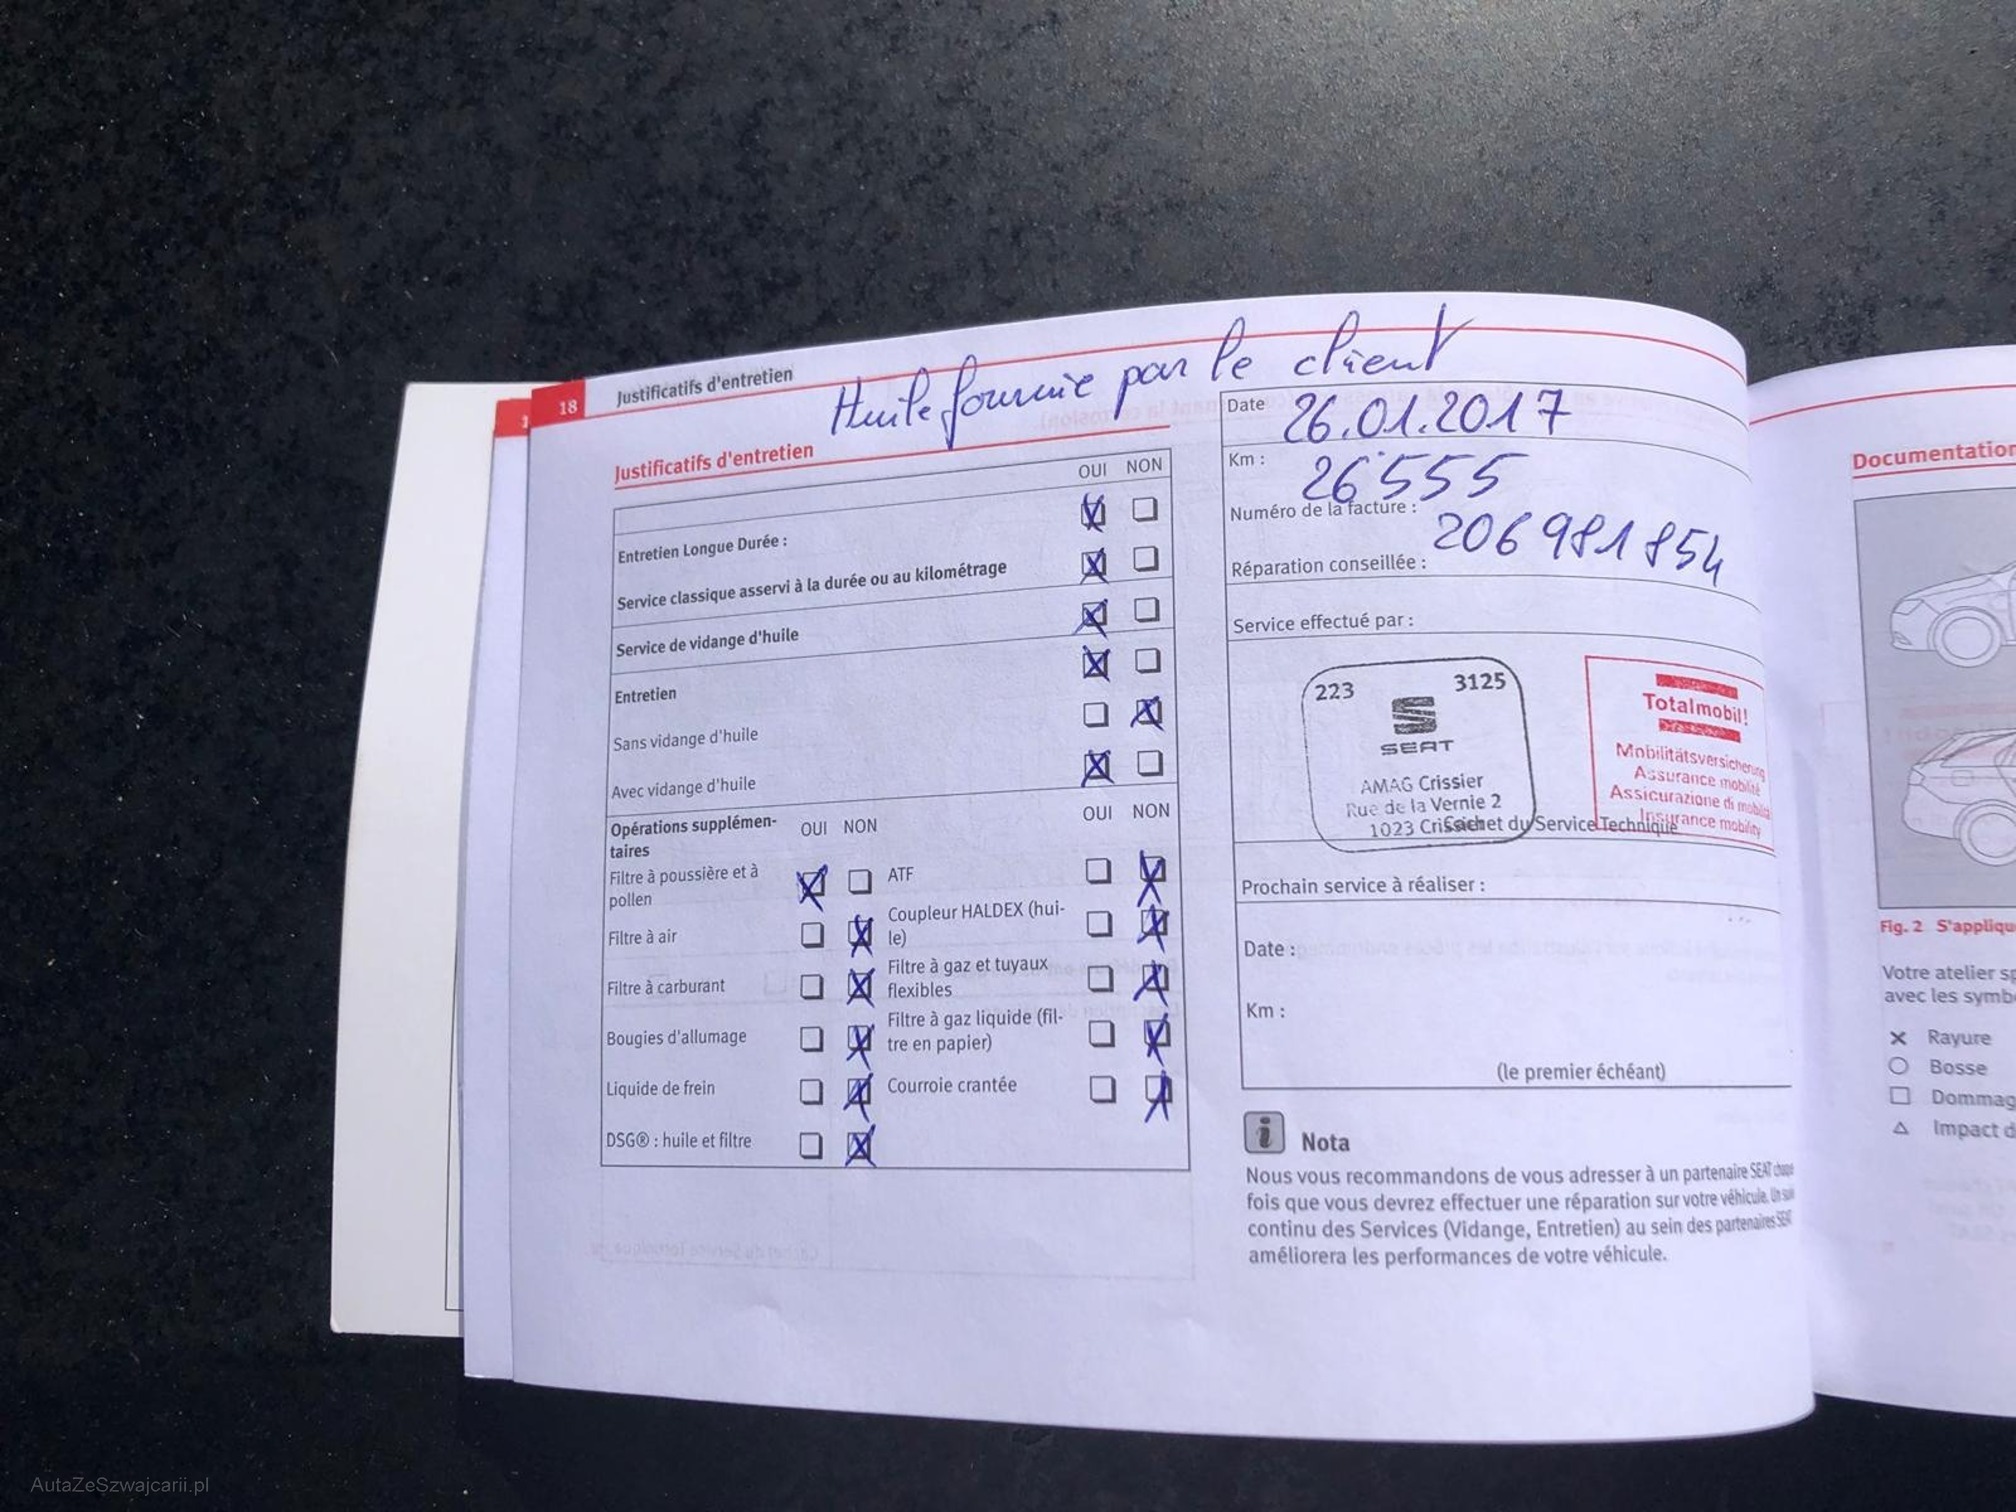 18 Justificatifs d'entretien
Huile fournie par le client
Justificatifs d'entretien
OUI NON
Entretien Longue Durée :
Service classique asservi à la durée ou au kilométrage
Service de vidange d'huile
Entretien
Sans vidange d'huile
Avec vidange d'huile
Opérations supplémen-
taires
OUI NON
OUI NON
Filtre à poussière et à
pollen
Filtre à air
Filtre à carburant
Bougies d'allumage
Liquide de frein
DSG® : huile et filtre
ATF
Coupleur HALDEX (hui-
le)
Filtre à gaz et tuyaux
flexibles
Filtre à gaz liquide (fil-
tre en papier)
Courroie crantée
Date 26.01.2017
Km : 26'555
Numéro de la facture : 206981854
Réparation conseillée :
Service effectué par :
223 3125
SEAT
AMAG Crissier
Rue de la Vernie 2
1023 Crissier
Cachet du Service Technique
Totalmobil!
Mobilitätsversicherung
Assurance mobilité
Assicurazione di mobilità
Insurance mobility
Prochain service à réaliser :
Date :
Km :
(le premier échéant)
Nota
Nous vous recommandons de vous adresser à un partenaire SEAT chaque
fois que vous devrez effectuer une réparation sur votre véhicule. Un suivi
continu des Services (Vidange, Entretien) au sein des partenaires SEAT
améliorera les performances de votre véhicule.
Documentation
Fig. 2 S'applique
Votre atelier sp
avec les symb
Rayure
Bosse
Dommag
Impact d
AutaZeSzwajcarii.pl